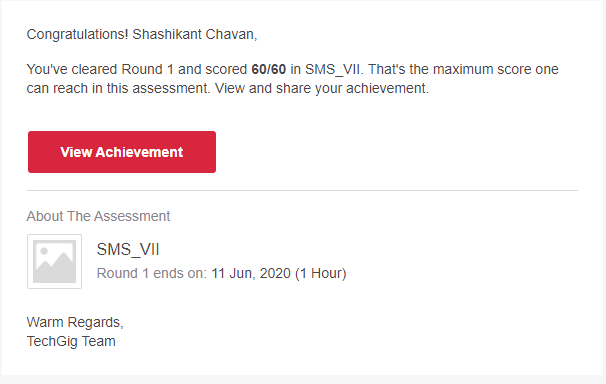 Congratulations! Shashikant Chavan,
You've cleared Round 1 and scored 60/60 in SMS_VII. That's the maximum score one
can reach in this assessment. View and share your achievement.
View Achievement
About The Assessment
SMS_VII
Round 1 ends on: 11 Jun, 2020 (1 Hour)
Warm Regards,
TechGig Team